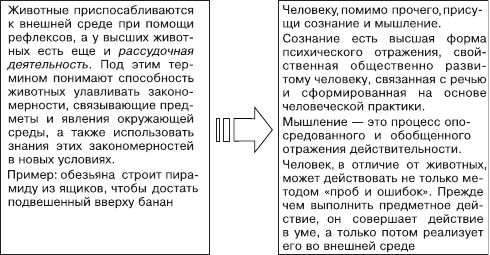 Животные приспосабливаются
к внешней среде при помощи
рефлексов, а у высших живот-
ных есть еще и рассудочная
деятельность. Под этим тер-
мином понимают способность
животных улавливать законо-
мерности, связывающие пред-
меты и явления окружающей
среды, а также использовать
знания этих закономерностей
в новых условиях.
Пример: обезьяна строит пира-
миду из ящиков, чтобы достать
подвешенный вверху банан
Человеку, помимо прочего, прису-
щи сознание и мышление.
Сознание есть высшая форма
психического отражения, свой-
ственная общественно разви-
тому человеку, связанная с речью
и сформированная на основе
человеческой практики.
Мышление — это процесс опо-
средованного и обобщенного
отражения действительности.
Человек, в отличие от животных,
может действовать не только ме-
тодом «проб и ошибок». Прежде
чем выполнить предметное дей-
ствие, он совершает действие
в уме, а только потом реализует
его во внешней среде